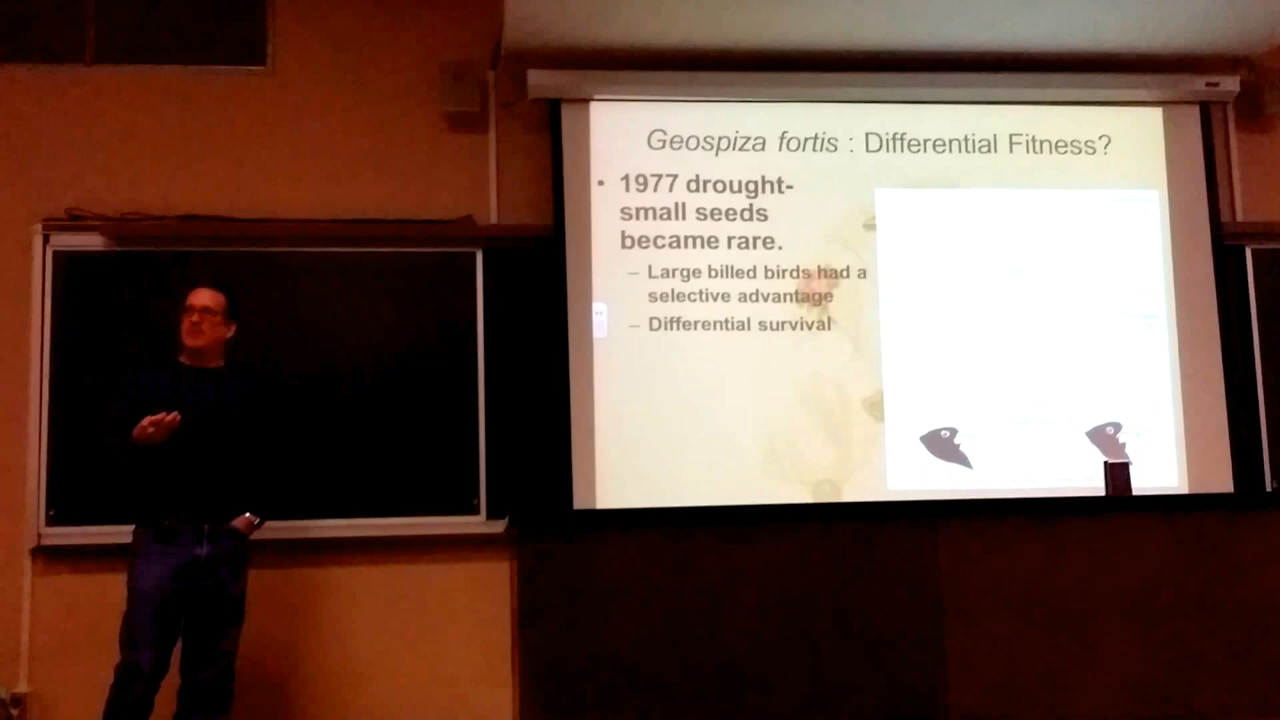 Geospiza fortis : Differential Fitness?
• 1977 drought-
small seeds
became rare.
– Large billed birds had a
selective advantage
– Differential survival